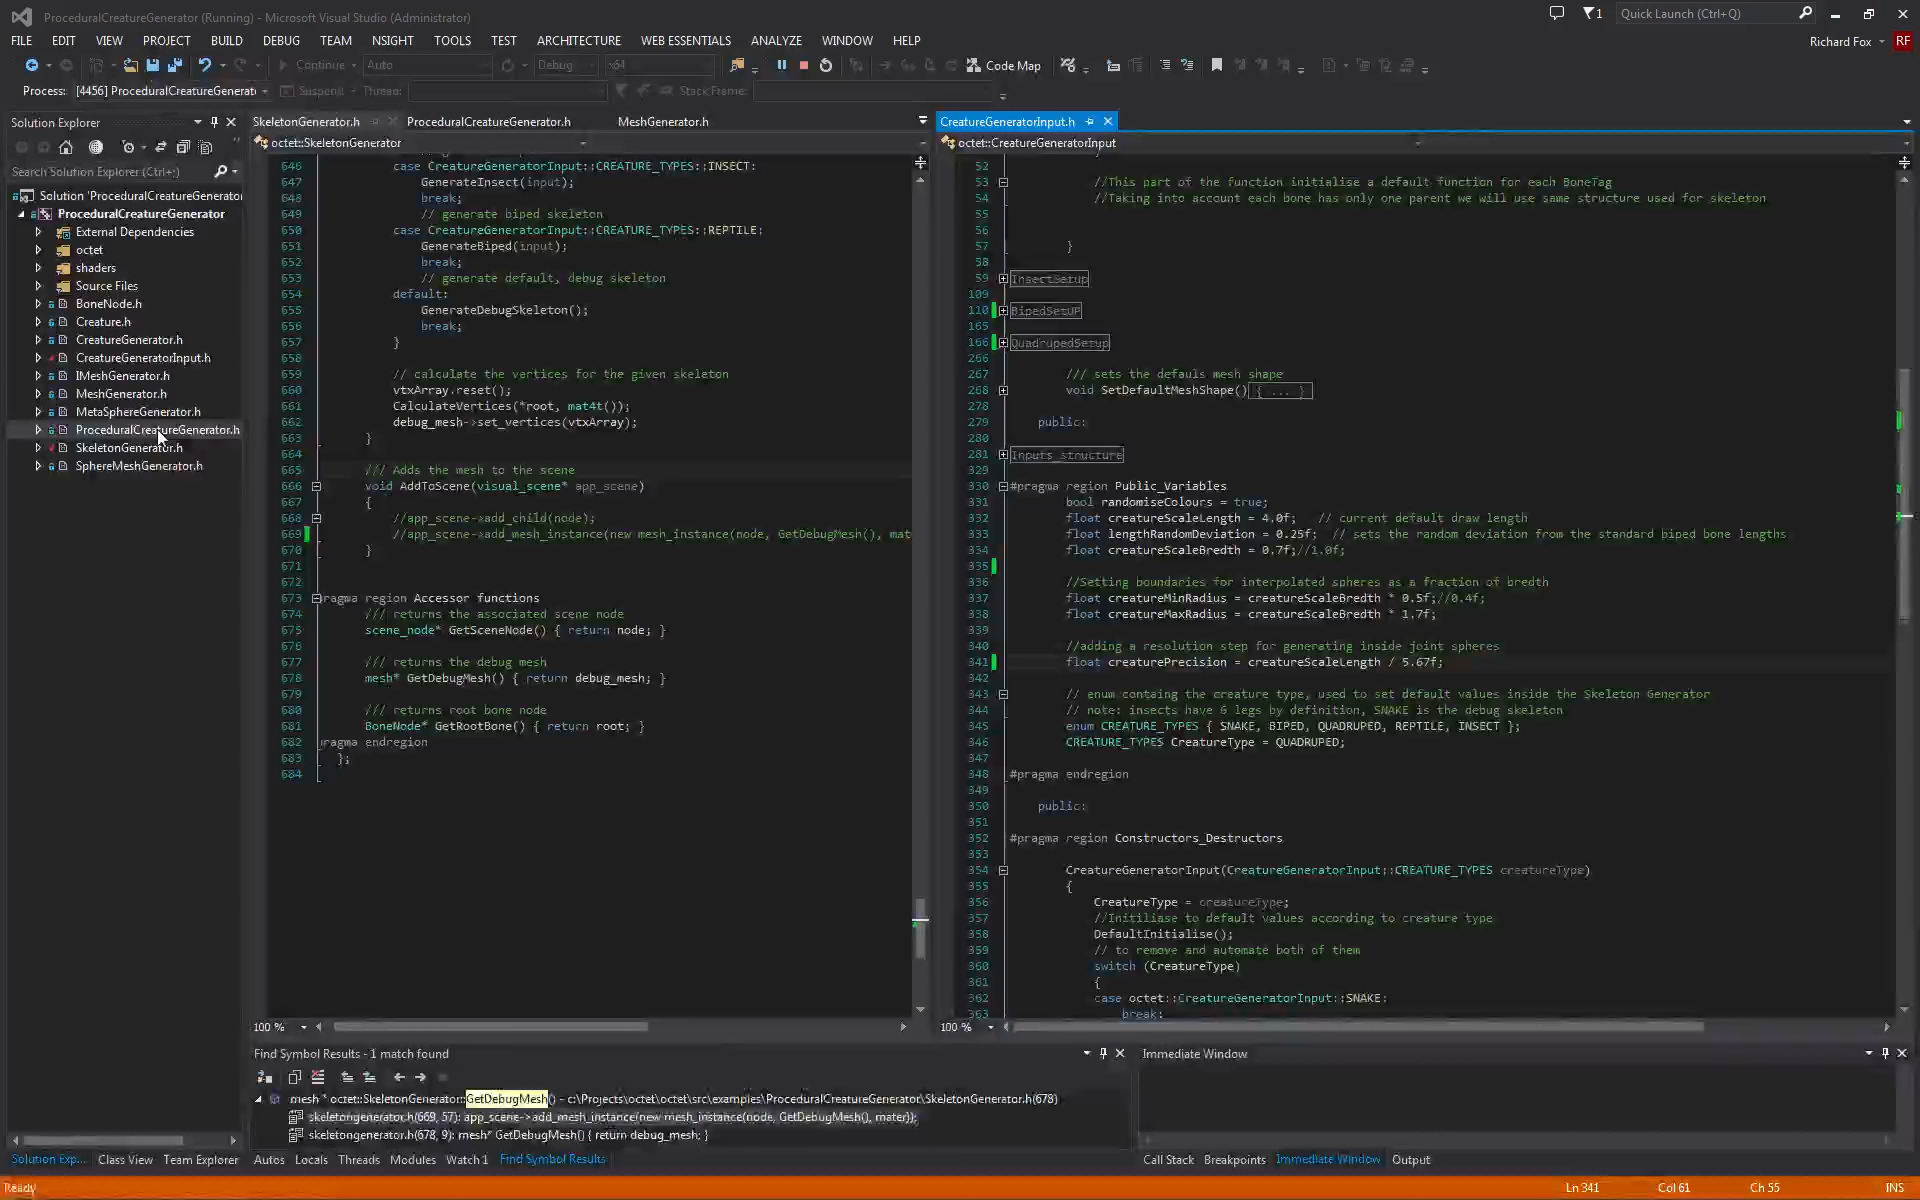 ProceduralCreatureGenerator (Running) - Microsoft Visual Studio (Administrator)
1
Quick Launch (Ctrl+Q)
FILE EDIT VIEW PROJECT BUILD DEBUG TEAM NSIGHT TOOLS TEST ARCHITECTURE WEB ESSENTIALS ANALYZE WINDOW HELP
Richard Fox RF
Continue Auto Debug x64 Code Map
Process: [4456] ProceduralCreatureGenerat Suspend Thread: Stack Frame:
Solution Explorer
Search Solution Explorer (Ctrl+;)
Solution 'ProceduralCreatureGenerator
ProceduralCreatureGenerator
External Dependencies
octet
shaders
Source Files
BoneNode.h
Creature.h
CreatureGenerator.h
CreatureGeneratorInput.h
IMeshGenerator.h
MeshGenerator.h
MetaSphereGenerator.h
ProceduralCreatureGenerator.h
SkeletonGenerator.h
SphereMeshGenerator.h
Solution Exp... Class View Team Explorer
SkeletonGenerator.h ProceduralCreatureGenerator.h MeshGenerator.h
octet::SkeletonGenerator
646 case CreatureGeneratorInput::CREATURE_TYPES::INSECT:
647 GenerateInsect(input);
648 break;
649 // generate biped skeleton
650 case CreatureGeneratorInput::CREATURE_TYPES::REPTILE:
651 GenerateBiped(input);
652 break;
653 // generate default, debug skeleton
654 default:
655 GenerateDebugSkeleton();
656 break;
657 }
658
659 // calculate the vertices for the given skeleton
660 vtxArray.reset();
661 CalculateVertices(*root, mat4t());
662 debug_mesh->set_vertices(vtxArray);
663 }
664
665 /// Adds the mesh to the scene
666 void AddToScene(visual_scene* app_scene)
667 {
668 //app_scene->add_child(node);
669 //app_scene->add_mesh_instance(new mesh_instance(node, GetDebugMesh(), mat
670 }
671
672
673 ragma region Accessor functions
674 /// returns the associated scene node
675 scene_node* GetSceneNode() { return node; }
676
677 /// returns the debug mesh
678 mesh* GetDebugMesh() { return debug_mesh; }
679
680 /// returns root bone node
681 BoneNode* GetRootBone() { return root; }
682 ragma endregion
683 };
684
100 %
CreatureGeneratorInput.h
octet::CreatureGeneratorInput
52
53 //This part of the function initialise a default function for each BoneTag
54 //Taking into account each bone has only one parent we will use same structure used for skeleton
55
56
57 }
58
59 InsectSetup
109
110 BipedSetUP
165
166 QuadrupedSetup
266
267 /// sets the defauls mesh shape
268 void SetDefaultMeshShape() { ... }
278
279 public:
280
281 Inputs_structure
329
330 #pragma region Public_Variables
331 bool randomiseColours = true;
332 float creatureScaleLength = 4.0f; // current default draw length
333 float lengthRandomDeviation = 0.25f; // sets the random deviation from the standard biped bone lengths
334 float creatureScaleBredth = 0.7f;//1.0f;
335
336 //Setting boundaries for interpolated spheres as a fraction of bredth
337 float creatureMinRadius = creatureScaleBredth * 0.5f;//0.4f;
338 float creatureMaxRadius = creatureScaleBredth * 1.7f;
339
340 //adding a resolution step for generating inside joint spheres
341 float creaturePrecision = creatureScaleLength / 5.67f;
342
343 // enum containg the creature type, used to set default values inside the Skeleton Generator
344 // note: insects have 6 legs by definition, SNAKE is the debug skeleton
345 enum CREATURE_TYPES { SNAKE, BIPED, QUADRUPED, REPTILE, INSECT };
346 CREATURE_TYPES CreatureType = QUADRUPED;
347
348 #pragma endregion
349
350 public:
351
352 #pragma region Constructors_Destructors
353
354 CreatureGeneratorInput(CreatureGeneratorInput::CREATURE_TYPES creatureType)
355 {
356 CreatureType = creatureType;
357 //Initiliase to default values according to creature type
358 DefaultInitialise();
359 // to remove and automate both of them
360 switch (CreatureType)
361 {
362 case octet::CreatureGeneratorInput::SNAKE:
363 break;
100 %
Find Symbol Results - 1 match found
mesh * octet::SkeletonGenerator::GetDebugMesh() - c:\Projects\octet\octet\src\examples\ProceduralCreatureGenerator\SkeletonGenerator.h(678)
skeletongenerator.h(669, 57): app_scene->add_mesh_instance(new mesh_instance(node, GetDebugMesh(), mater));
skeletongenerator.h(678, 9): mesh* GetDebugMesh() { return debug_mesh; }
Autos Locals Threads Modules Watch 1 Find Symbol Results
Immediate Window
Call Stack Breakpoints Immediate Window Output
Ready Ln 341 Col 61 Ch 55 INS